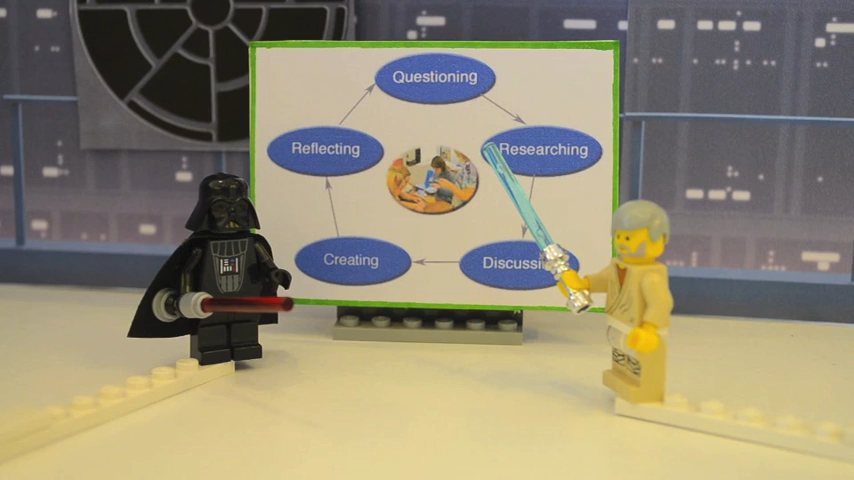 Questioning
Reflecting
Researching
Creating
Discussi